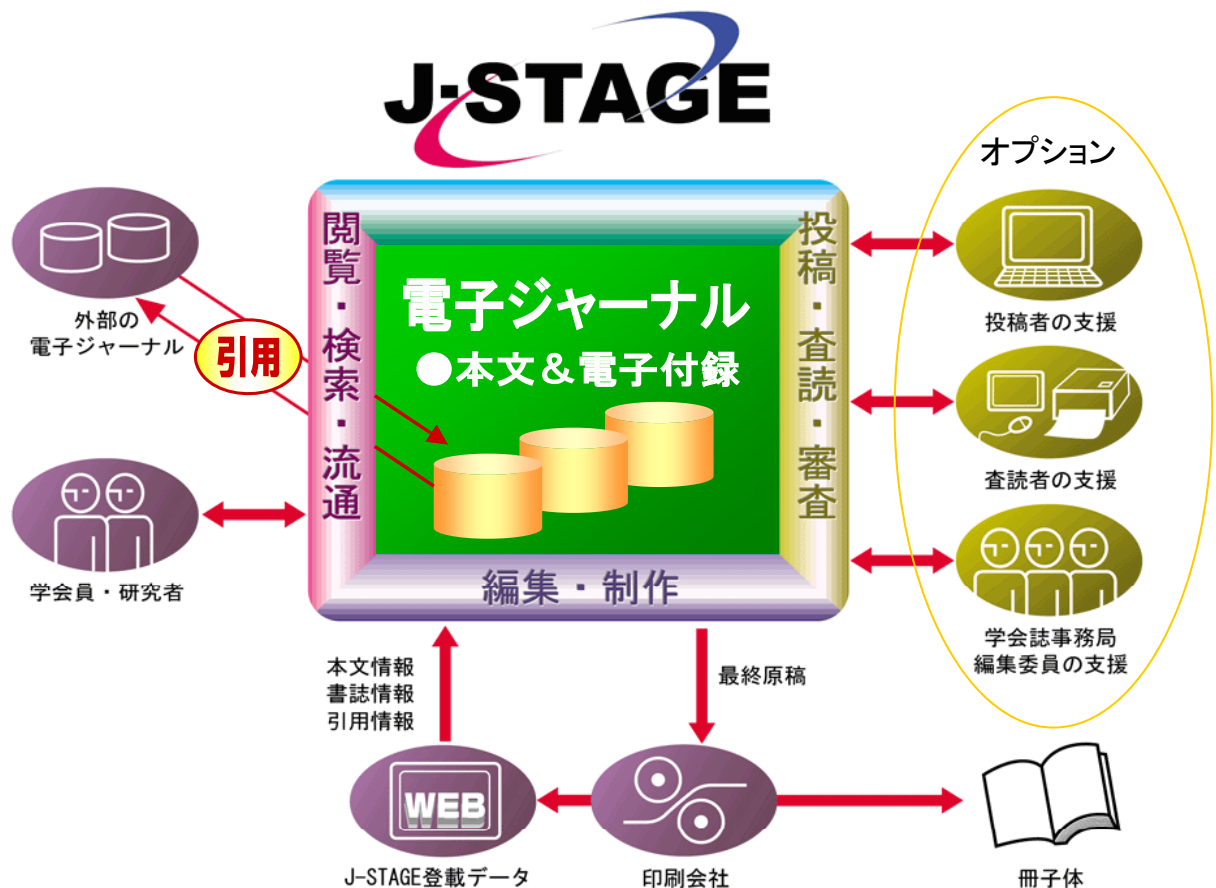 J-STAGE
オプション
閲覧・検索・流通
電子ジャーナル
●本文&電子付録
投稿・査読・審査
編集・制作
外部の
電子ジャーナル
引用
学会員・研究者
投稿者の支援
査読者の支援
学会誌事務局
編集委員の支援
本文情報
書誌情報
引用情報
最終原稿
WEB
J-STAGE登載データ
印刷会社
冊子体